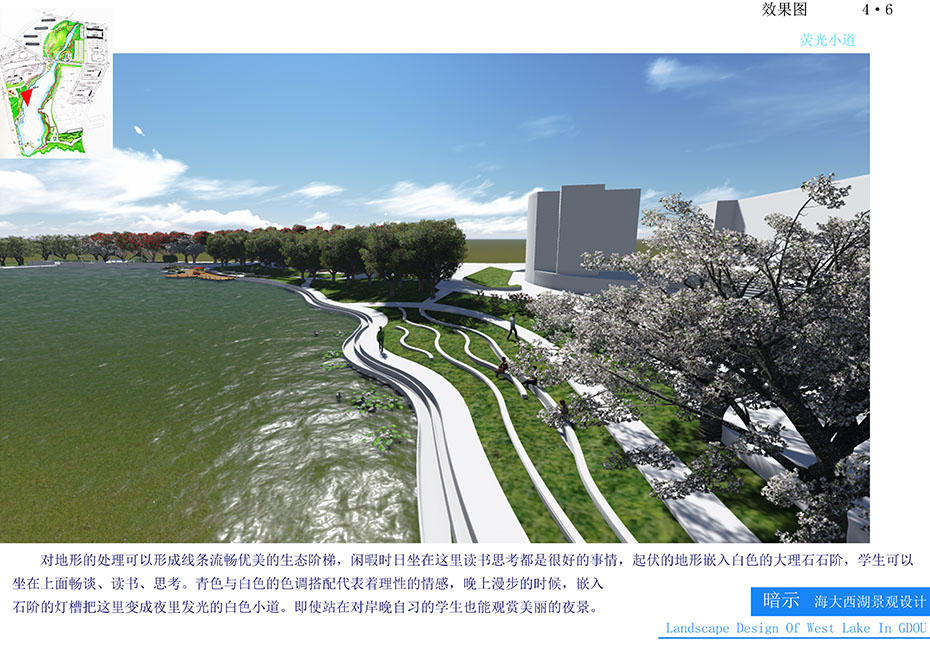 效果图 4·6
荧光小道
对地形的处理可以形成线条流畅优美的生态阶梯，闲暇时日坐在这里读书思考都是很好的事情，起伏的地形嵌入白色的大理石石阶，学生可以
坐在上面畅谈、读书、思考。青色与白色的色调搭配代表着理性的情感，晚上漫步的时候，嵌入
石阶的灯槽把这里变成夜里发光的白色小道。即使站在对岸晚自习的学生也能观赏美丽的夜景。
暗示 海大西湖景观设计
Landscape Design Of West Lake In GDOU